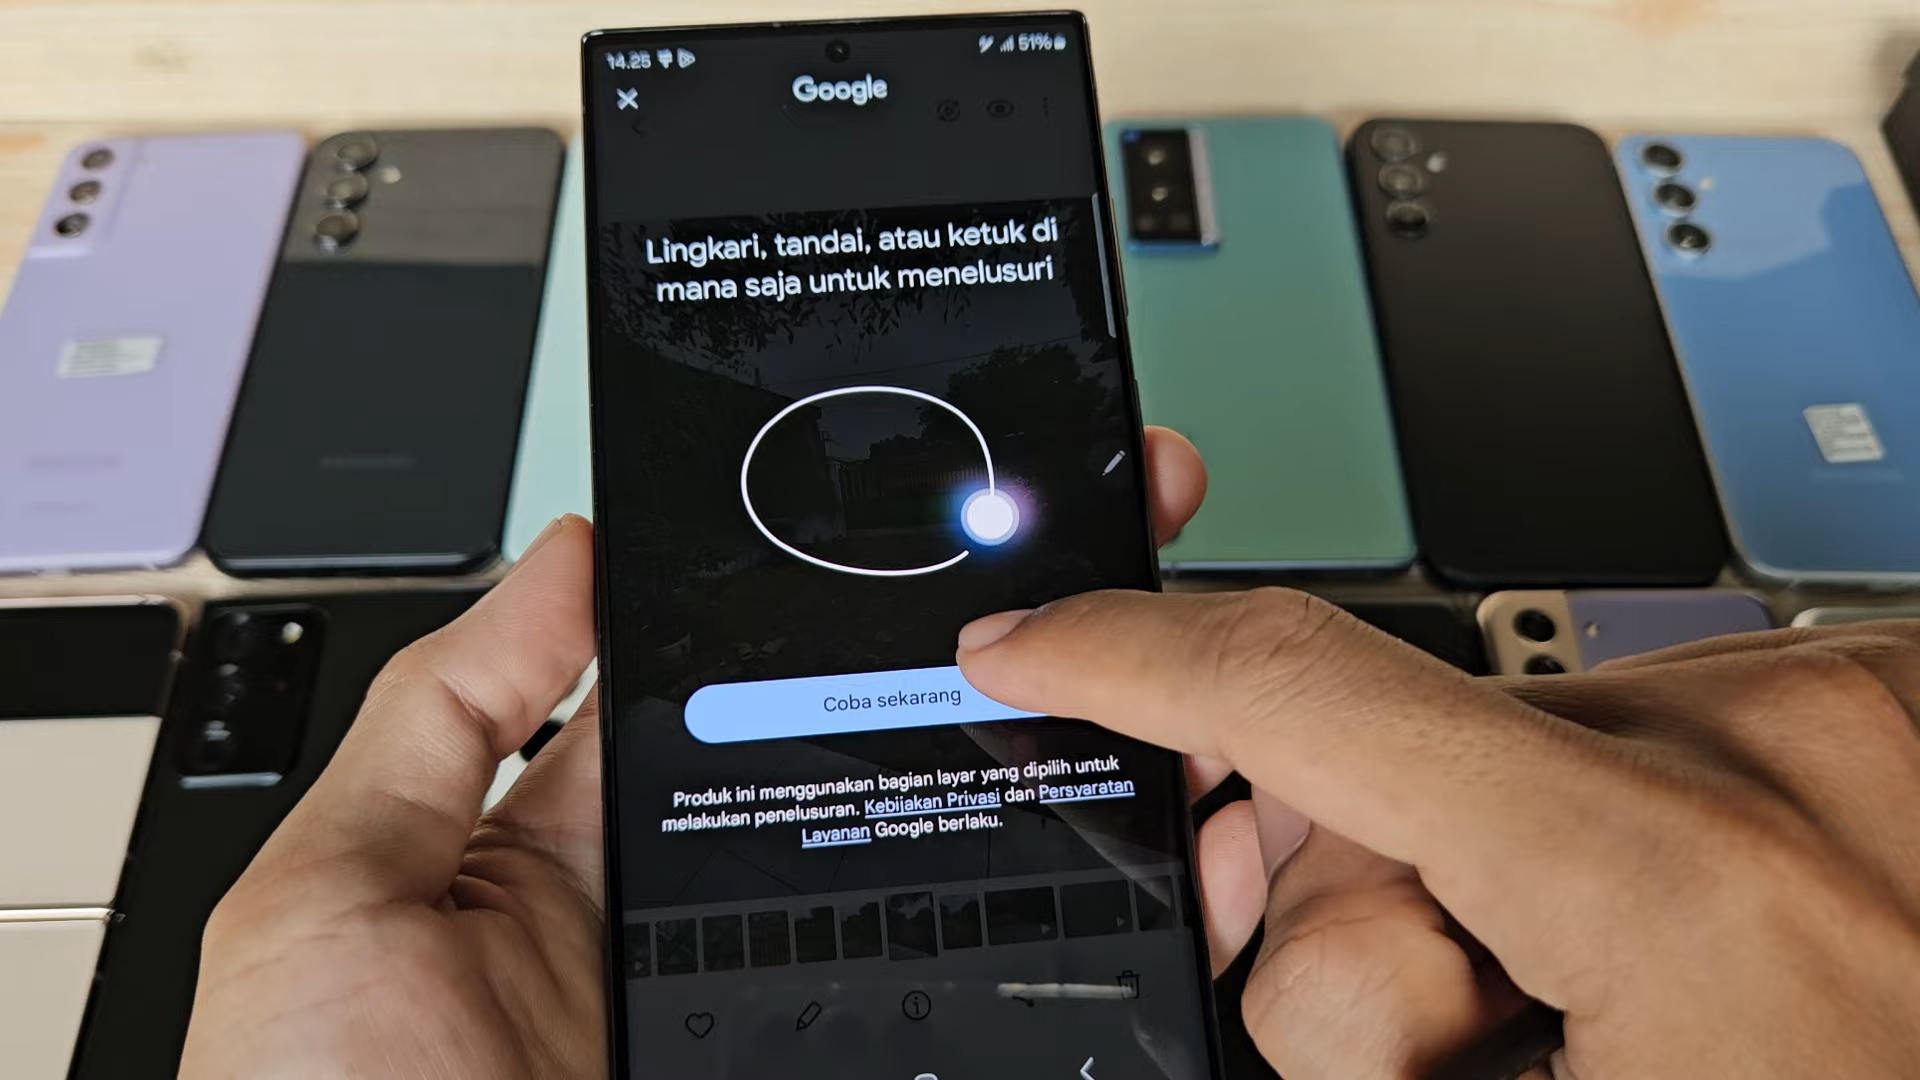 14.25
51%
Google
Lingkari, tandai, atau ketuk di
mana saja untuk menelusuri
Coba sekarang
Produk ini menggunakan bagian layar yang dipilih untuk
melakukan penelusuran. Kebijakan Privasi dan Persyaratan
Layanan Google berlaku.